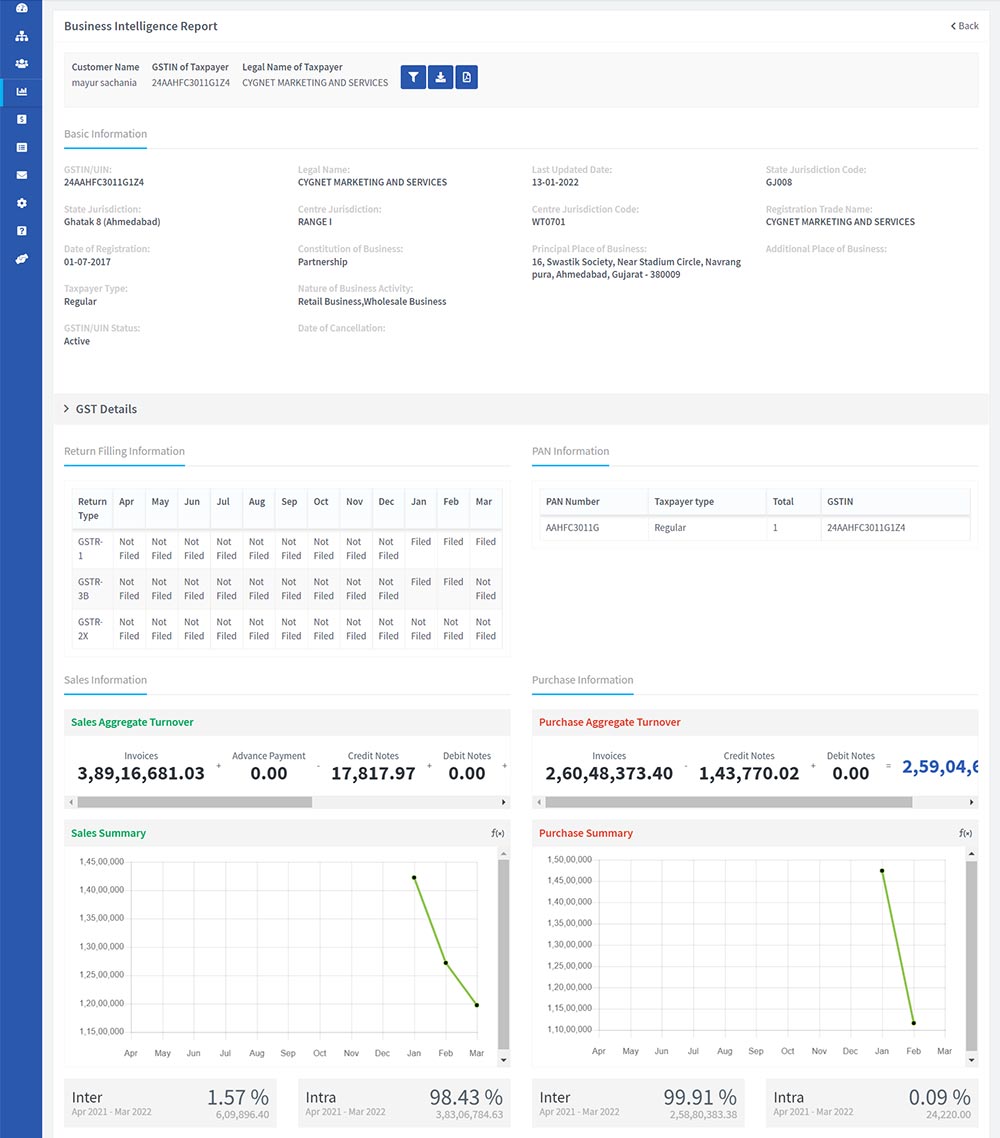 Business Intelligence Report
Back
Customer Name GSTIN of Taxpayer Legal Name of Taxpayer
mayur sachania 24AAHFC3011G1Z4 CYGNET MARKETING AND SERVICES
Basic Information
GSTIN/UIN: Legal Name: Last Updated Date: State Jurisdiction Code:
24AAHFC3011G1Z4 CYGNET MARKETING AND SERVICES 13-01-2022 GJ008
State Jurisdiction: Centre Jurisdiction: Centre Jurisdiction Code: Registration Trade Name:
Ghatak 8 (Ahmedabad) RANGE I WT0701 CYGNET MARKETING AND SERVICES
Date of Registration: Constitution of Business: Principal Place of Business: Additional Place of Business:
01-07-2017 Partnership 16, Swastik Society, Near Stadium Circle, Navrang
pura, Ahmedabad, Gujarat - 380009
Taxpayer Type: Nature of Business Activity:
Regular Retail Business,Wholesale Business
GSTIN/UIN Status: Date of Cancellation:
Active
GST Details
Return Filling Information
Return Apr May Jun Jul Aug Sep Oct Nov Dec Jan Feb Mar
Type
GSTR- Not Not Not Not Not Not Not Not Not Filed Filed Filed
1 Filed Filed Filed Filed Filed Filed Filed Filed Filed
GSTR- Not Not Not Not Not Not Not Not Not Filed Filed Not
3B Filed Filed Filed Filed Filed Filed Filed Filed Filed Filed
GSTR- Not Not Not Not Not Not Not Not Not Not Not Not
2X Filed Filed Filed Filed Filed Filed Filed Filed Filed Filed Filed Filed
PAN Information
PAN Number Taxpayer type Total GSTIN
AAHFC3011G Regular 1 24AAHFC3011G1Z4
Sales Information
Sales Aggregate Turnover
Invoices Advance Payment Credit Notes Debit Notes
3,89,16,681.03 + 0.00 - 17,817.97 + 0.00 +
Sales Summary f(x)
1,45,00,000
1,40,00,000
1,35,00,000
1,30,00,000
1,25,00,000
1,20,00,000
1,15,00,000
Apr May Jun Jul Aug Sep Oct Nov Dec Jan Feb Mar
Inter 1.57 %
Apr 2021 - Mar 2022 6,09,896.40
Intra 98.43 %
Apr 2021 - Mar 2022 3,83,06,784.63
Purchase Information
Purchase Aggregate Turnover
Invoices Credit Notes Debit Notes
2,60,48,373.40 - 1,43,770.02 + 0.00 = 2,59,04,6
Purchase Summary f(x)
1,50,00,000
1,45,00,000
1,40,00,000
1,35,00,000
1,30,00,000
1,25,00,000
1,20,00,000
1,15,00,000
1,10,00,000
Apr May Jun Jul Aug Sep Oct Nov Dec Jan Feb Mar
Inter 99.91 %
Apr 2021 - Mar 2022 2,58,80,383.38
Intra 0.09 %
Apr 2021 - Mar 2022 24,220.00